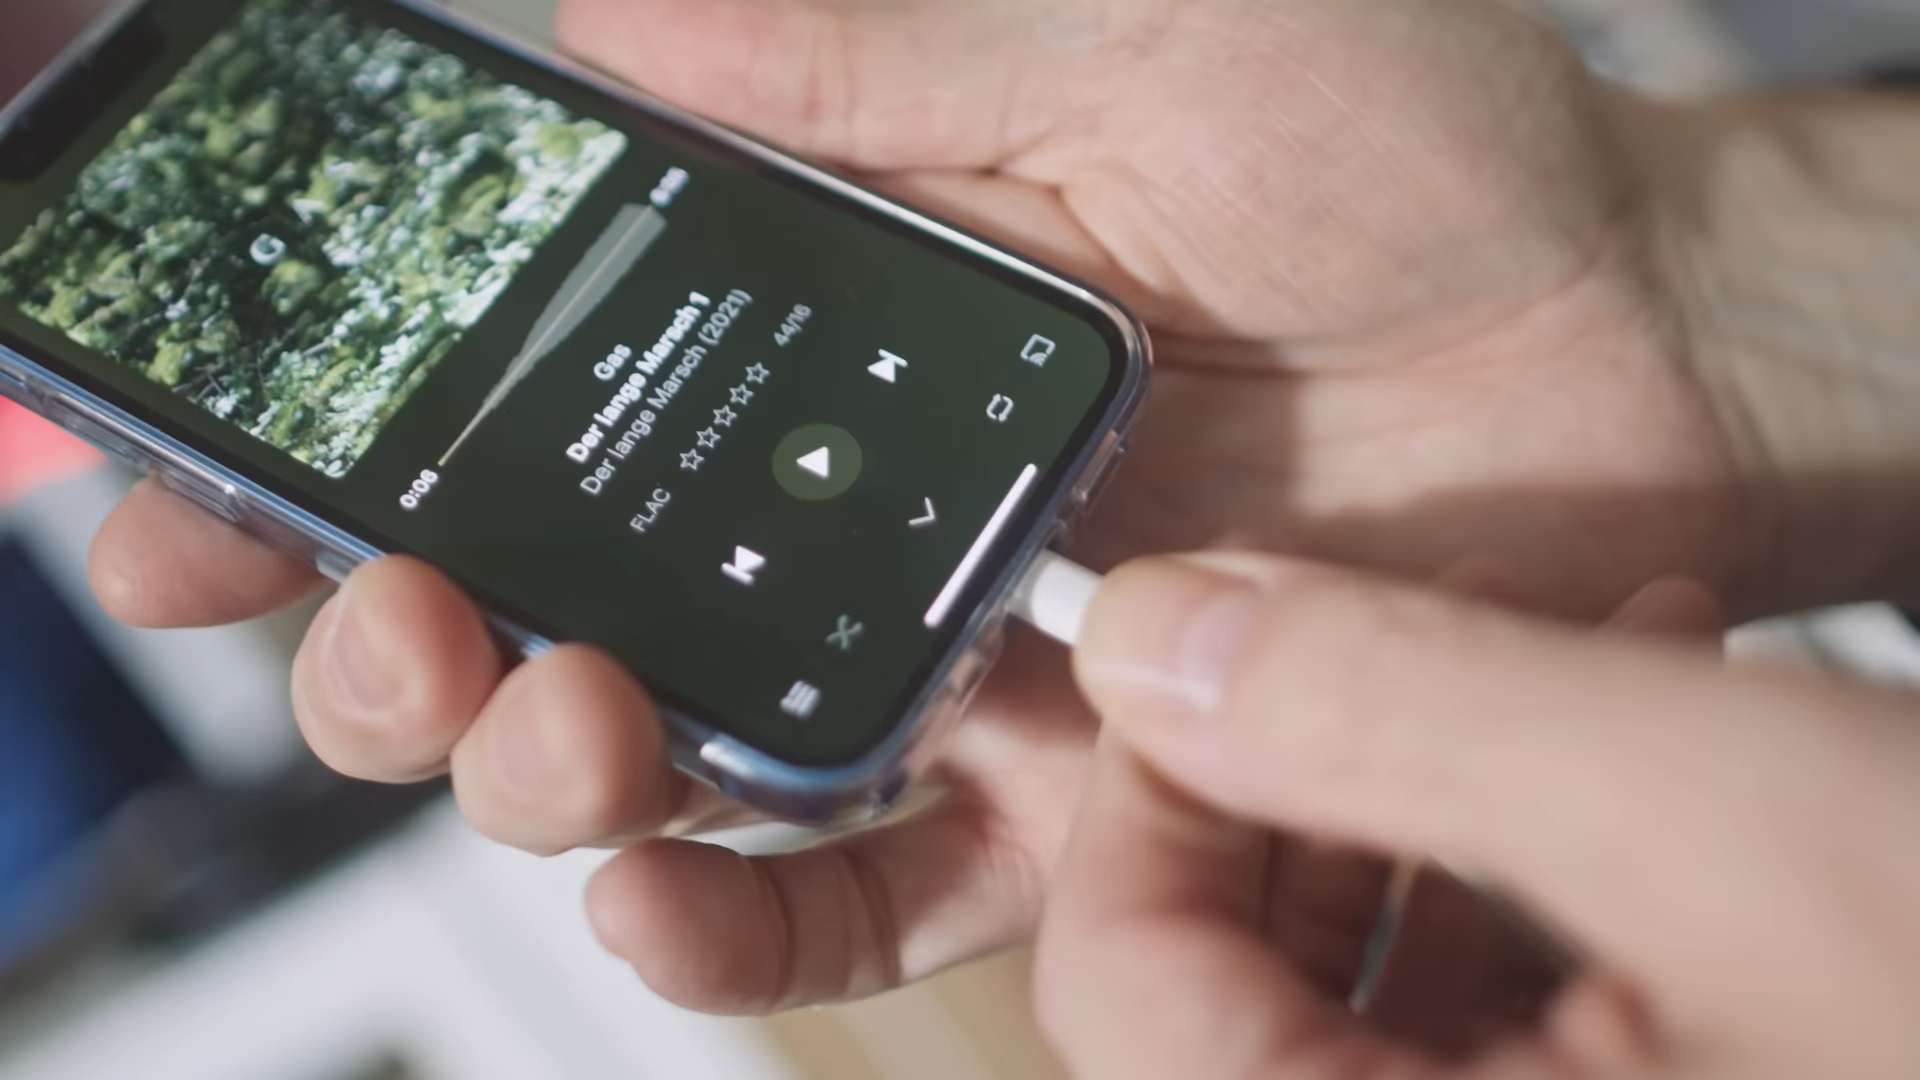 G
0:06
Gas
Der lange Marsch 1
Der lange Marsch (2021)
FLAC
44/16